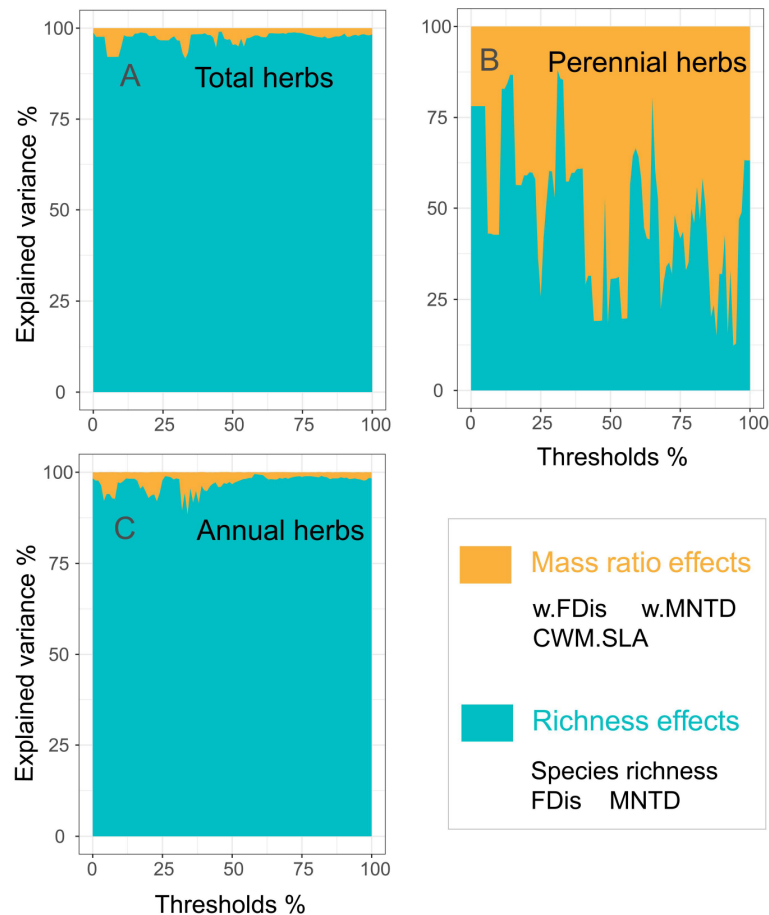 100
75
50
25
0
Explained variance %
A
Total herbs
0 25 50 75 100
100
75
50
25
0
B
Perennial herbs
0 25 50 75 100
Thresholds %
100
75
50
25
0
Explained variance %
C
Annual herbs
0 25 50 75 100
Thresholds %
Mass ratio effects
w.FDis w.MNTD
CWM.SLA
Richness effects
Species richness
FDis MNTD